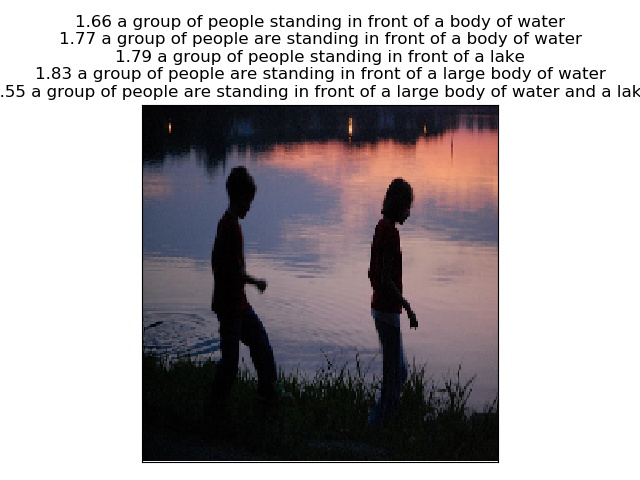 1.66 a group of people standing in front of a body of water
1.77 a group of people are standing in front of a body of water
1.79 a group of people standing in front of a lake
1.83 a group of people are standing in front of a large body of water
.55 a group of people are standing in front of a large body of water and a lak